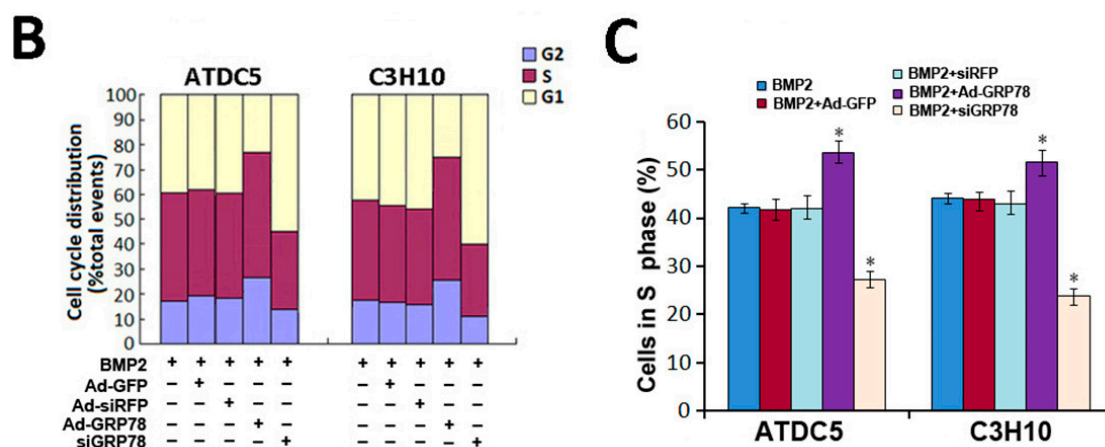 B
G2
S
G1
ATDC5 C3H10
Cell cycle distribution
(%total events)
100
90
80
70
60
50
40
30
20
10
0
BMP2 + + + + + + + + + +
Ad-GFP – + – – – – + – – –
Ad-siRFP – – + – – – – + – –
Ad-GRP78 – – – + – – – – + –
siGRP78 – – – – + – – – – +
C
BMP2
BMP2+Ad-GFP
BMP2+siRFP
BMP2+Ad-GRP78
BMP2+siGRP78
Cells in S phase (%)
60
50
40
30
20
10
0
* *
* *
ATDC5 C3H10